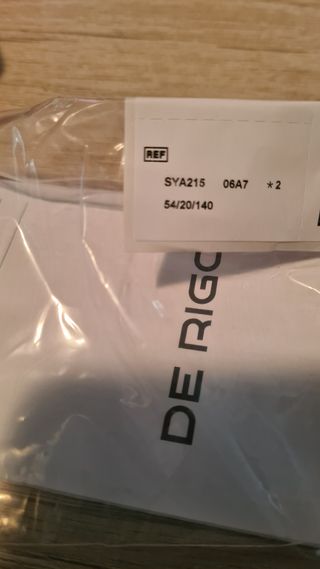 REF
SYA215 06A7 *2
54/20/140
DE RIGO